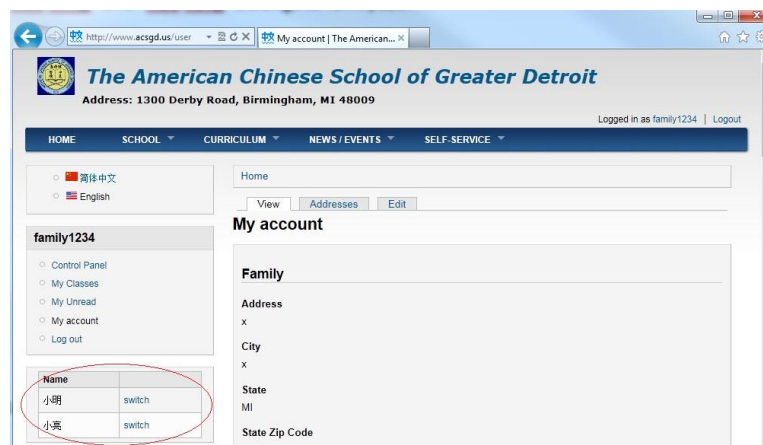 http://www.acsgd.us/user
My account | The American...
The American Chinese School of Greater Detroit
Address: 1300 Derby Road, Birmingham, MI 48009
Logged in as family1234 | Logout
HOME SCHOOL CURRICULUM NEWS / EVENTS SELF-SERVICE
简体中文
English
Home
View Addresses Edit
My account
family1234
Control Panel
My Classes
My Unread
My account
Log out
Name
小明 switch
小亮 switch
Family
Address
x
City
x
State
MI
State Zip Code